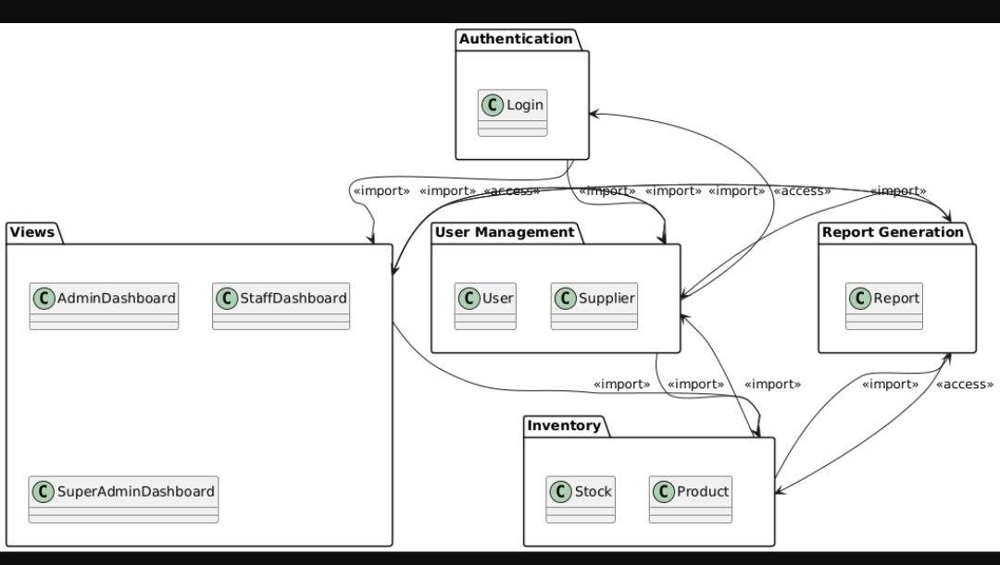 Authentication
Login
«import» «import» «access» «import» «import» «import» «access» «import»
Views
User Management
Report Generation
AdminDashboard
StaffDashboard
User
Supplier
Report
«import» «import» «import» «import» «access»
Inventory
SuperAdminDashboard
Stock
Product